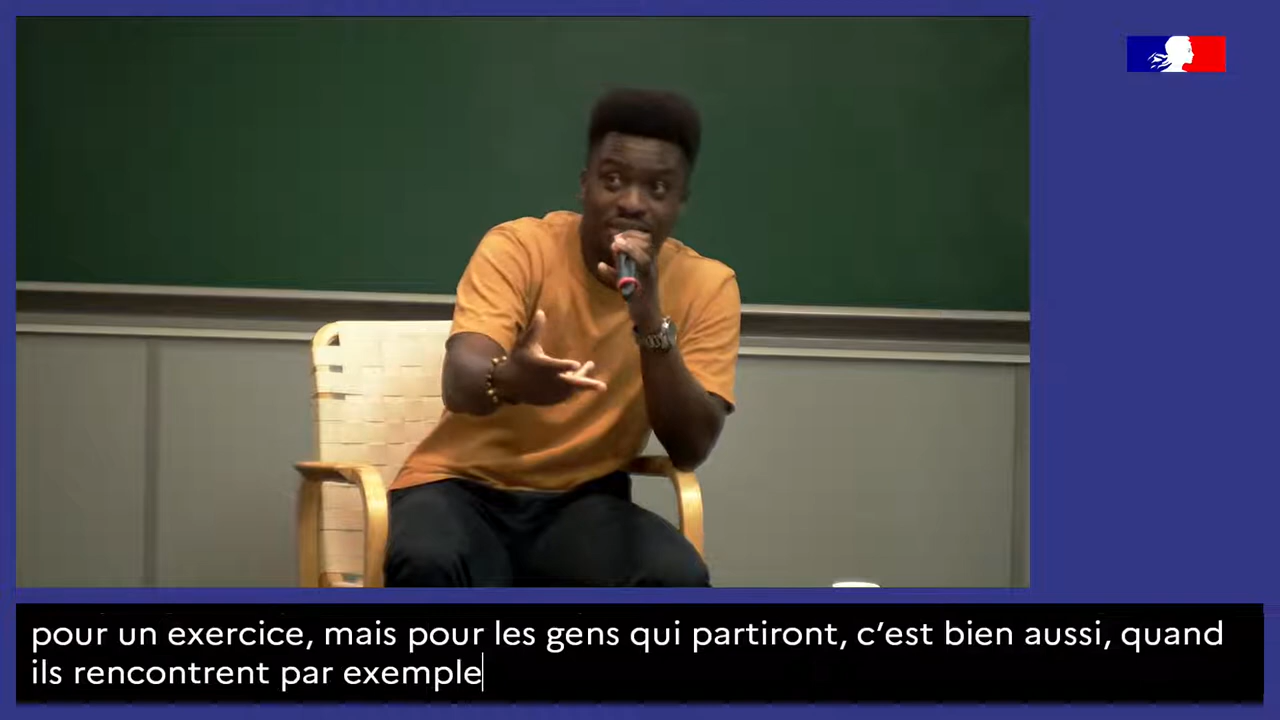 pour un exercice, mais pour les gens qui partiront, c’est bien aussi, quand
ils rencontrent par exemple